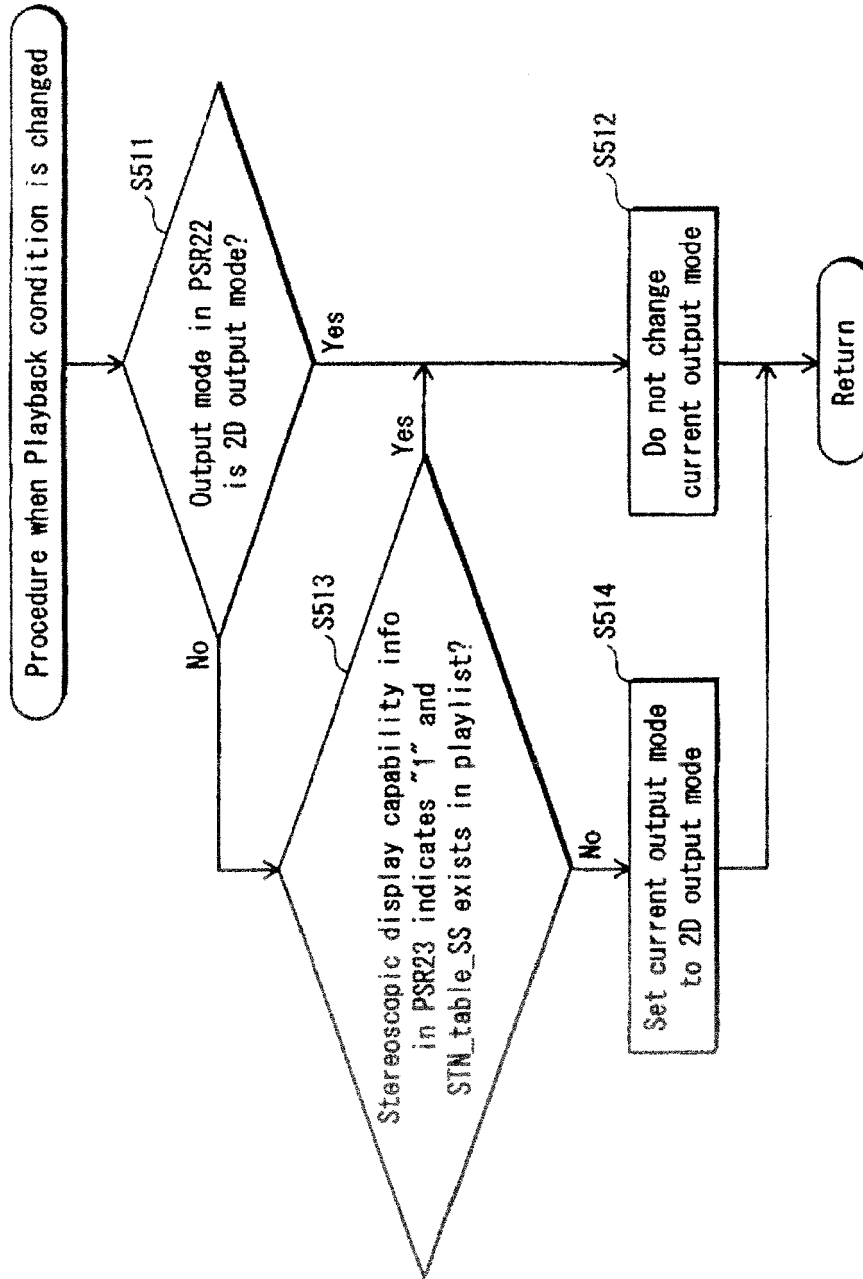 Procedure when Playback condition is changed
S511
Output mode in PSR22
is 2D output mode?
No
Yes
S513
Stereoscopic display capability info
in PSR23 indicates "1" and
STN_table_SS exists in playlist?
Yes
No
S512
Do not change
current output mode
S514
Set current output mode
to 2D output mode
Return